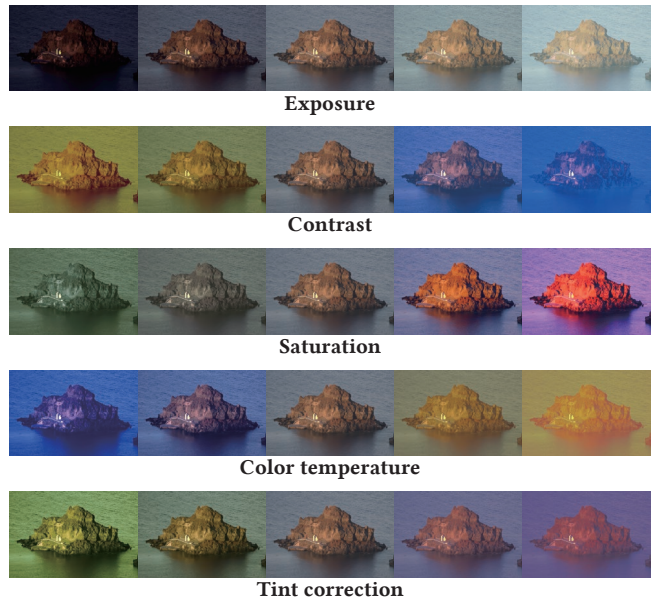 Exposure
Contrast
Saturation
Color temperature
Tint correction